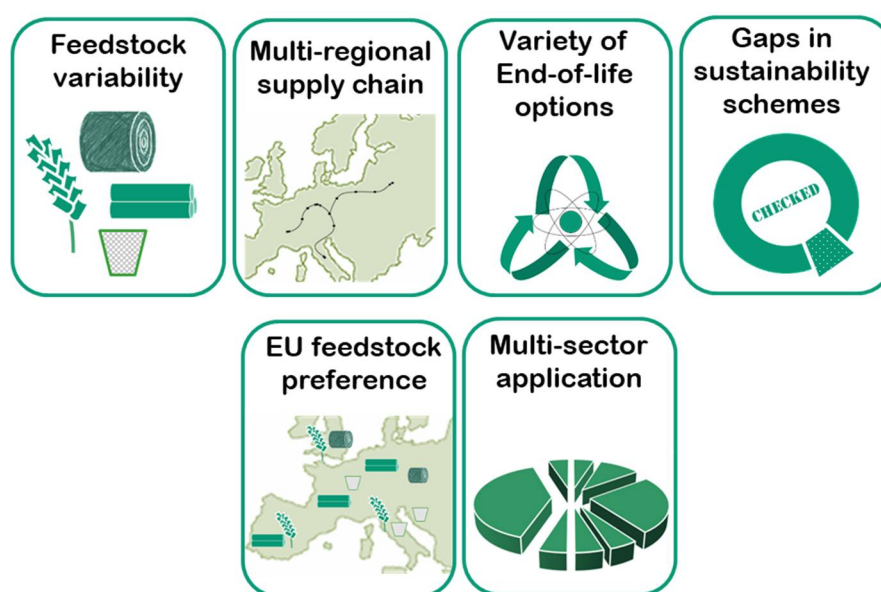 Feedstock
variability
Multi-regional
supply chain
Variety of
End-of-life
options
Gaps in
sustainability
schemes
CHECKED
EU feedstock
preference
Multi-sector
application